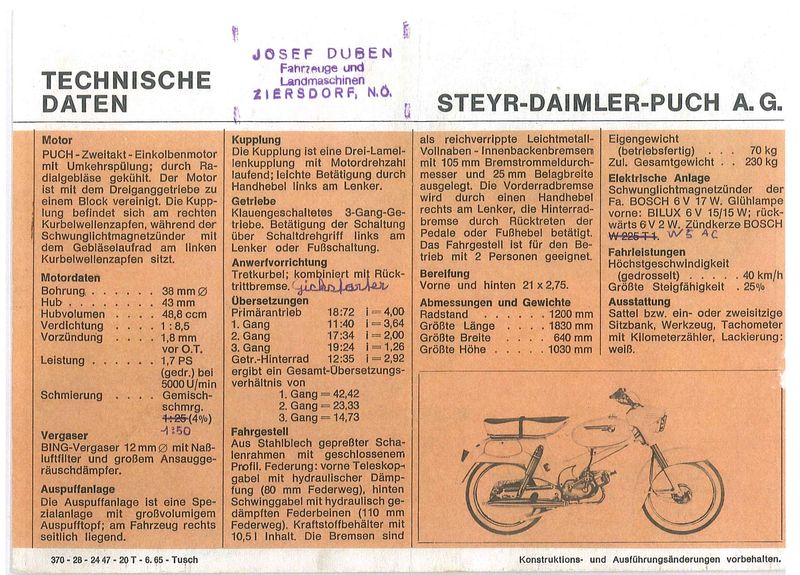 TECHNISCHE
DATEN
JOSEF DUBEN
Fahrzeuge und
Landmaschinen
ZIERSDORF, N.Ö.
STEYR-DAIMLER-PUCH A. G.
Motor
PUCH - Zweitakt - Einkolbenmotor
mit Umkehrspülung; durch Ra-
dialgebläse gekühlt. Der Motor
ist mit dem Dreiganggetriebe zu
einem Block vereinigt. Die Kupp-
lung befindet sich am rechten
Kurbelwellenzapfen, während der
Schwunglichtmagnetzünder mit
dem Gebläselaufrad am linken
Kurbelwellenzapfen sitzt.
Motordaten
Bohrung . . . . . . 38 mm Ø
Hub . . . . . . . . 43 mm
Hubvolumen . . . . 48,8 ccm
Verdichtung . . . . 1 : 8,5
Vorzündung . . . . 1,8 mm
vor O.T.
Leistung . . . . . . 1,7 PS
(gedr.) bei
5000 U/min
Schmierung . . . . Gemisch-
schmrg.
1:25 (4%)
1:50
Vergaser
BING-Vergaser 12 mm Ø mit Naß-
luftfilter und großem Ansaugge-
räuschdämpfer.
Auspuffanlage
Die Auspuffanlage ist eine Spe-
zialanlage mit großvolumigem
Auspufftopf; am Fahrzeug rechts
seitlich liegend.
Kupplung
Die Kupplung ist eine Drei-Lamel-
lenkupplung mit Motordrehzahl
laufend; leichte Betätigung durch
Handhebel links am Lenker.
Getriebe
Klauengeschaltetes 3-Gang-Ge-
triebe. Betätigung der Schaltung
über Schaltdrehgriff links am
Lenker oder Fußschaltung.
Anwerfvorrichtung
Tretkurbel; kombiniert mit Rück-
trittbremse. Gickstarter
Übersetzungen
Primärantrieb 18:72 i = 4,00
1. Gang 11:40 i = 3,64
2. Gang 17:34 i = 2,00
3. Gang 19:24 i = 1,26
Getr.-Hinterrad 12:35 i = 2,92
ergibt ein Gesamt-Übersetzungs-
verhältnis von
1. Gang = 42,42
2. Gang = 23,33
3. Gang = 14,73
Fahrgestell
Aus Stahlblech gepreßter Scha-
lenrahmen mit geschlossenem
Profil. Federung: vorne Teleskop-
gabel mit hydraulischer Dämp-
fung (80 mm Federweg), hinten
Schwinggabel mit hydraulisch ge-
dämpften Federbeinen (110 mm
Federweg). Kraftstoffbehälter mit
10,5 l Inhalt. Die Bremsen sind
als reichverrippte Leichtmetall-
Vollnaben - Innenbackenbremsen
mit 105 mm Bremstrommeldurch-
messer und 25 mm Belagbreite
ausgelegt. Die Vorderradbremse
wird durch einen Handhebel
rechts am Lenker, die Hinterrad-
bremse durch Rücktreten der
Pedale oder Fußhebel betätigt.
Das Fahrgestell ist für den Be-
trieb mit 2 Personen geeignet.
Bereifung
Vorne und hinten 21 x 2,75.
Abmessungen und Gewichte
Radstand . . . . . . 1200 mm
Größte Länge . . . . 1830 mm
Größte Breite . . . . 640 mm
Größte Höhe . . . . 1030 mm
Eigengewicht
(betriebsfertig) . . . 70 kg
Zul. Gesamtgewicht . . 230 kg
Elektrische Anlage
Schwunglichtmagnetzünder der
Fa. BOSCH 6 V 17 W. Glühlampe
vorne: BILUX 6 V 15/15 W; rück-
wärts 6 V 2 W. Zündkerze BOSCH
W 225 T 1. W 5 AC
Fahrleistungen
Höchstgeschwindigkeit
(gedrosselt) . . . . . 40 km/h
Größte Steigfähigkeit . 25%
Ausstattung
Sattel bzw. ein- oder zweisitzige
Sitzbank, Werkzeug, Tachometer
mit Kilometerzähler, Lackierung:
weiß.
370 - 28 - 24 47 - 20 T - 6. 65 - Tusch
Konstruktions- und Ausführungsänderungen vorbehalten.